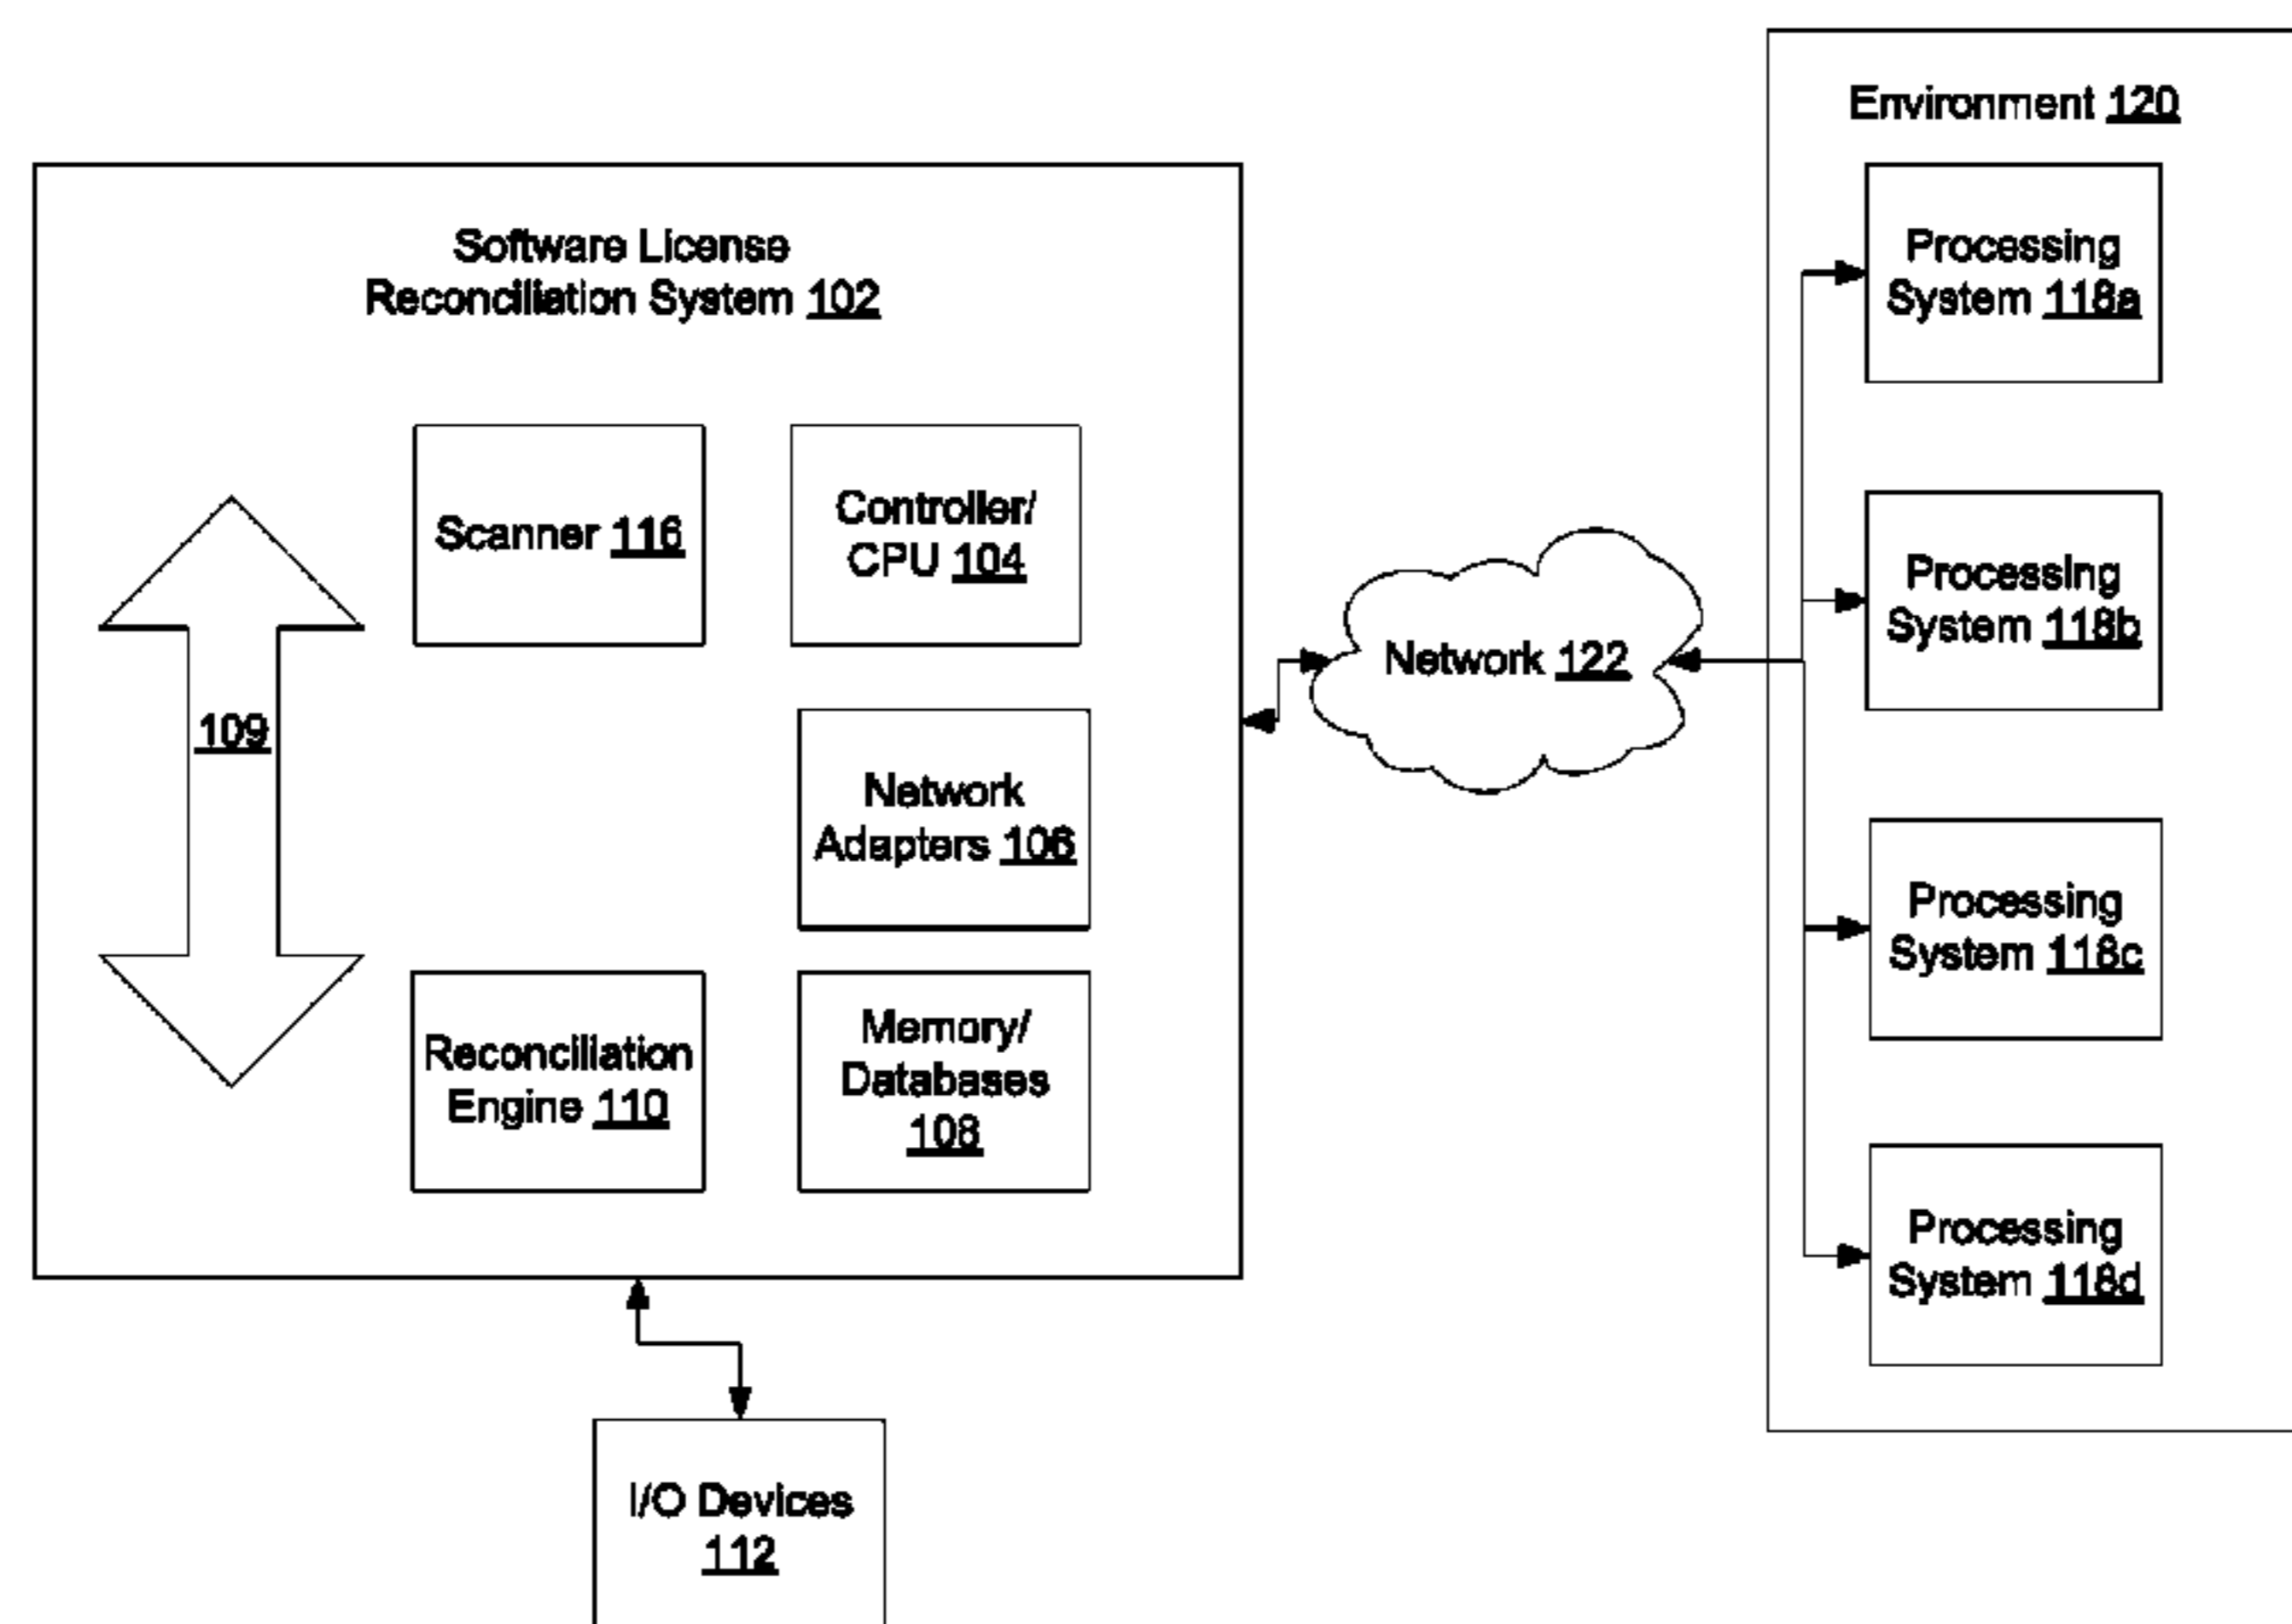 Environment 120
Software License
Reconciliation System 102
Processing
System 118a
Scanner 116
Controller/
CPU 104
Processing
System 118b
Network 122
109
Network
Adapters 106
Processing
System 118c
Reconciliation
Engine 110
Memory/
Databases
108
Processing
System 118d
I/O Devices
112